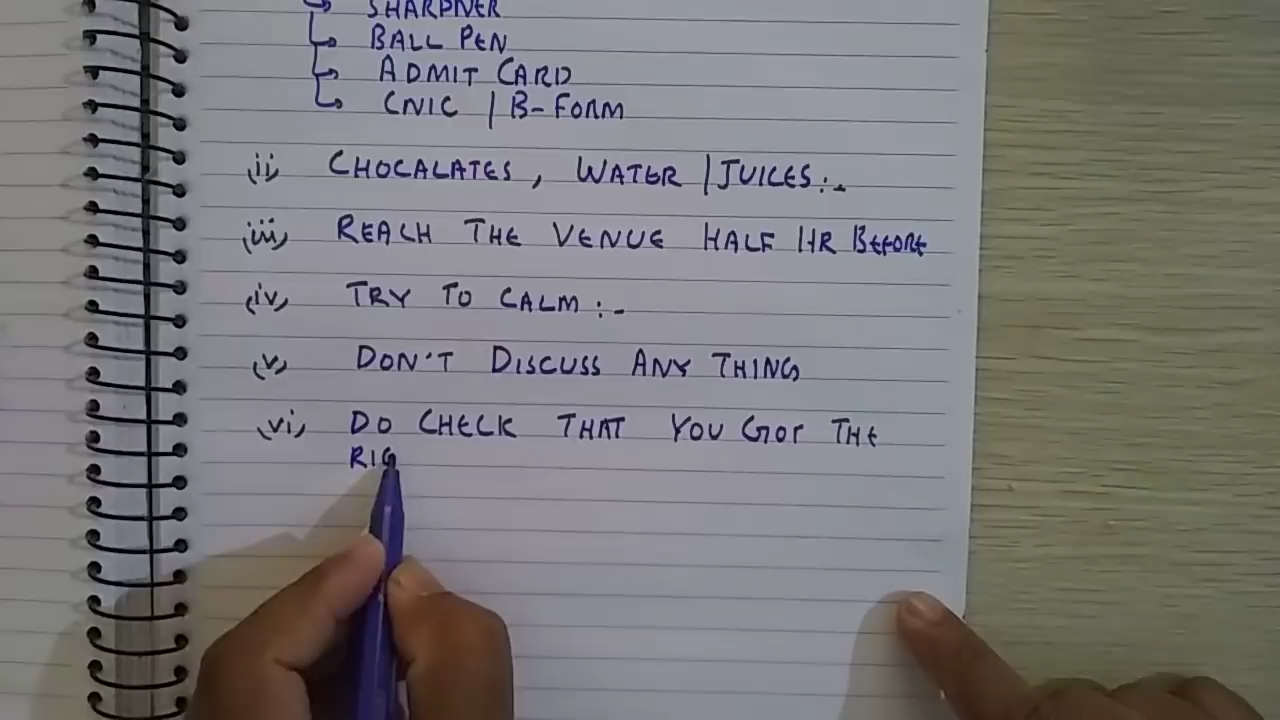 SHARPNER
BALL PEN
ADMIT CARD
CNIC | B-FORM
(ii) CHOCALATES, WATER | JUICES:-
(iii) REACH THE VENUE HALF HR BEFORE
(iv) TRY TO CALM:-
(v) DON'T DISCUSS ANY THING
(vi) DO CHECK THAT YOU GOT THE
RIG